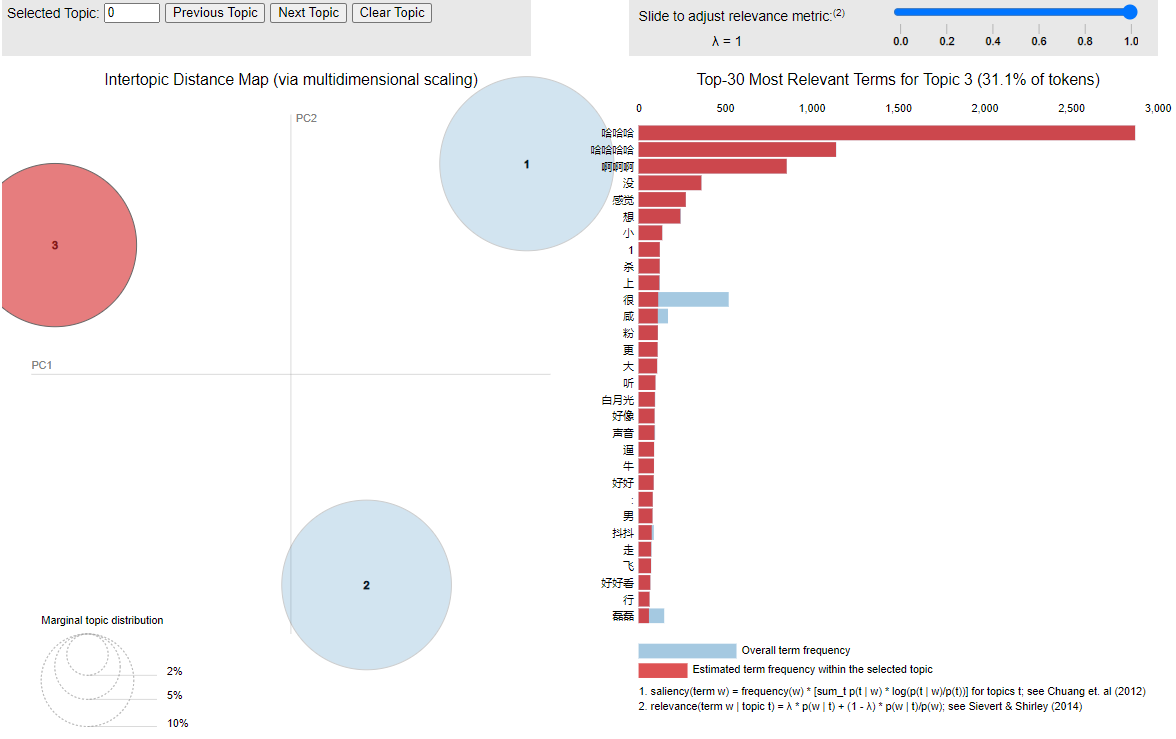 Selected Topic: 0 Previous Topic Next Topic Clear Topic
Slide to adjust relevance metric:(2)
λ = 1
0.0 0.2 0.4 0.6 0.8 1.0
Intertopic Distance Map (via multidimensional scaling)
PC2
PC1
1
3
2
Marginal topic distribution
2%
5%
10%
Top-30 Most Relevant Terms for Topic 3 (31.1% of tokens)
0 500 1,000 1,500 2,000 2,500 3,000
哈哈哈
哈哈哈哈
啊啊啊
没
感觉
想
小
1
杀
上
很
咸
粉
更
大
听
白月光
好像
声音
逼
牛
好好
:
男
抖抖
走
飞
好好看
行
磊磊
Overall term frequency
Estimated term frequency within the selected topic
1. saliency(term w) = frequency(w) * [sum_t p(t | w) * log(p(t | w)/p(t))] for topics t; see Chuang et. al (2012)
2. relevance(term w | topic t) = λ * p(w | t) + (1 - λ) * p(w | t)/p(w); see Sievert & Shirley (2014)